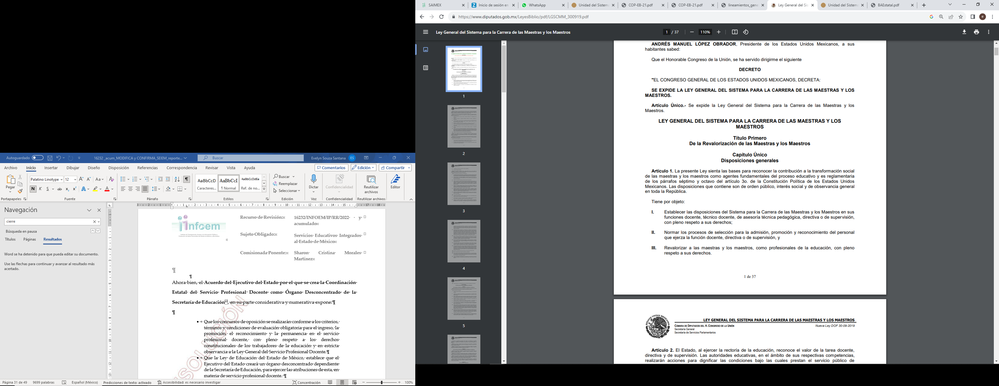 Autoguardado
16232 _acum_MODIFICA y CONFIRMA_SEIEM_reporte...
Buscar
Evelyn Souza Santana
ES
Archivo
Inicio
Insertar
Dibujar
Diseño
Disposición
Referencias
Correspondencia
Revisar
Vista
Ayuda
Comentarios
Edición
Compartir
Pegar
Palatino Linotype
12
AaBbCcD
AaBbCcI
AaBbCcDdEe
Caracteres...
¶ Normal
Ref. de no...
Buscar
Reemplazar
Seleccionar
Dictar
Confidencialidad
Reutilizar archivos
Editor
Portapapeles
Fuente
Párrafo
Estilos
Edición
Voz
Confidencialidad
Reutilizar archivos
Navegación
cierre
Búsqueda en pausa
Títulos
Páginas
Resultados
Word se ha detenido para que pueda editar su documento.
Use las flechas para continuar y avanzar al resultado más
acertado.
infoem
Recurso·de·Revisión:¤
16232/INFOEM/IP/RR/2022· · y·
acumulado¤
Sujeto·Obligado:¤
Servicios· Educativos· Integrados·
al·Estado·de·México¤
Comisionada·Ponente:¤
Sharon· Cristina· Morales·
Martínez¤
¶
¶
Ahora·bien,·el·Acuerdo·del·Ejecutivo·del·Estado·por·el·que·se·crea·la·Coordinación·
Estatal· del· Servicio· Profesional· Docente· como· Órgano· Desconcentrado· de· la·
Secretaría·de·Educación10,·en·su·parte·considerativa·y·numerativa·expone:¶
¶
•→Que·los·concursos·de·oposición·se·realizarán·conforme·a·los·criterios,·
términos·y·condiciones·de·evaluación·obligatoria·para·el·ingreso,·la·
promoción,· el· reconocimiento· y· la· permanencia· en· el· servicio·
profesional· docente,· con· pleno· respeto· a· los· derechos·
constitucionales· de· los· trabajadores· de· la· educación· y· en· estricta·
observancia·a·la·Ley·General·del·Servicio·Profesional·Docente.¶
•→Que· la· Ley· de· Educación· del· Estado· de· México,· establece· que· el·
Ejecutivo·del·Estado·creará·un·órgano·desconcentrado·dependiente·
de·la·Secretaría·de·Educación,·para·ejercer·las·atribuciones·de·esta,·en·
materia·de·servicio·profesional·docente.·¶
SOLUCIÓN
Página 31 de 49
9699 palabras
Español (México)
Predicciones de texto: activado
Accesibilidad: es necesario investigar
Concentración
100%
SAIMEX
Inicio de sesión en
WhatsApp
Unidad del Sistema
COP-EB-21.pdf
COP-EB-21.pdf
lineamientos_gene
Ley General del Sis
Unidad del Sistema
BAEstatal.pdf
https://www.diputados.gob.mx/LeyesBiblio/pdf/LGSCMM_300919.pdf
e
Ley General del Sistema para la Carrera de las Maestras y los Maestros
1 / 37
110%
1
2
3
4
5
ANDRÉS MANUEL LÓPEZ OBRADOR, Presidente de los Estados Unidos Mexicanos, a sus
habitantes sabed:
Que el Honorable Congreso de la Unión, se ha servido dirigirme el siguiente
DECRETO
"EL CONGRESO GENERAL DE LOS ESTADOS UNIDOS MEXICANOS, DECRETA:
SE EXPIDE LA LEY GENERAL DEL SISTEMA PARA LA CARRERA DE LAS MAESTRAS Y LOS
MAESTROS.
Artículo Único.- Se expide la Ley General del Sistema para la Carrera de las Maestras y los
Maestros.
LEY GENERAL DEL SISTEMA PARA LA CARRERA DE LAS MAESTRAS Y LOS
MAESTROS
Título Primero
De la Revalorización de las Maestras y los Maestros
Capítulo Único
Disposiciones generales
Artículo 1. La presente Ley sienta las bases para reconocer la contribución a la transformación social
de las maestras y los maestros como agentes fundamentales del proceso educativo y es reglamentaria
de los párrafos séptimo y octavo del artículo 3o. de la Constitución Política de los Estados Unidos
Mexicanos. Las disposiciones que contiene son de orden público, interés social y de observancia general
en toda la República.
Tiene por objeto:
I. Establecer las disposiciones del Sistema para la Carrera de las Maestras y los Maestros en sus
funciones docente, técnico docente, de asesoría técnica pedagógica, directiva o de supervisión,
con pleno respeto a sus derechos;
II. Normar los procesos de selección para la admisión, promoción y reconocimiento del personal
que ejerza la función docente, directiva o de supervisión, y
III. Revalorizar a las maestras y los maestros, como profesionales de la educación, con pleno
respeto a sus derechos.
1 de 37
LEY GENERAL DEL SISTEMA PARA LA CARRERA DE LAS MAESTRAS Y LOS MAESTROS
CÁMARA DE DIPUTADOS DEL H. CONGRESO DE LA UNIÓN
Nueva Ley DOF 30-09-2019
Secretaría General
Secretaría de Servicios Parlamentarios
Artículo 2. El Estado, al ejercer la rectoría de la educación, reconoce el valor de la tarea docente,
directiva y de supervisión. Las autoridades educativas, en el ámbito de sus respectivas competencias,
realizarán acciones para dignificar las condiciones bajo las cuales prestan el servicio público de